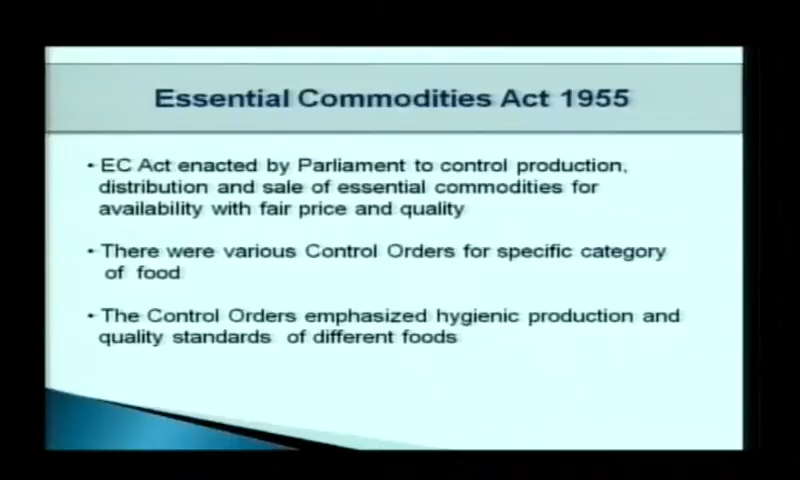 Essential Commodities Act 1955
• EC Act enacted by Parliament to control production,
distribution and sale of essential commodities for
availability with fair price and quality
• There were various Control Orders for specific category
of food
• The Control Orders emphasized hygienic production and
quality standards of different foods